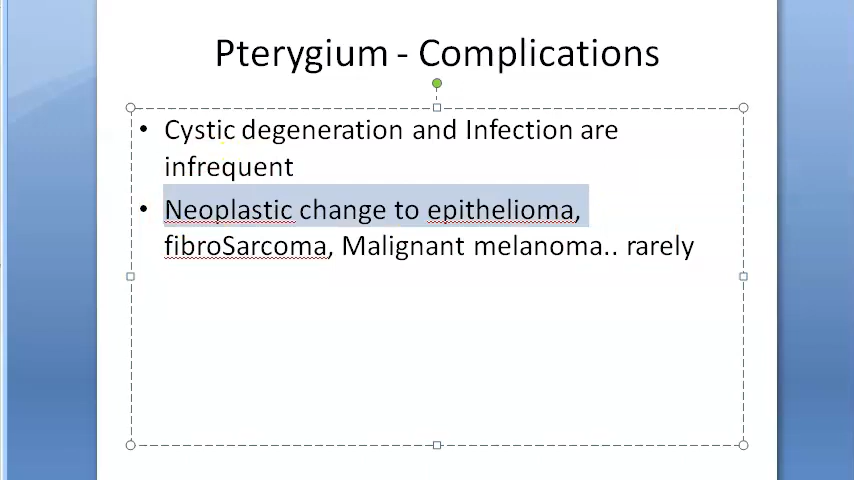 Pterygium - Complications
• Cystic degeneration and Infection are
infrequent
• Neoplastic change to epithelioma,
fibroSarcoma, Malignant melanoma.. rarely